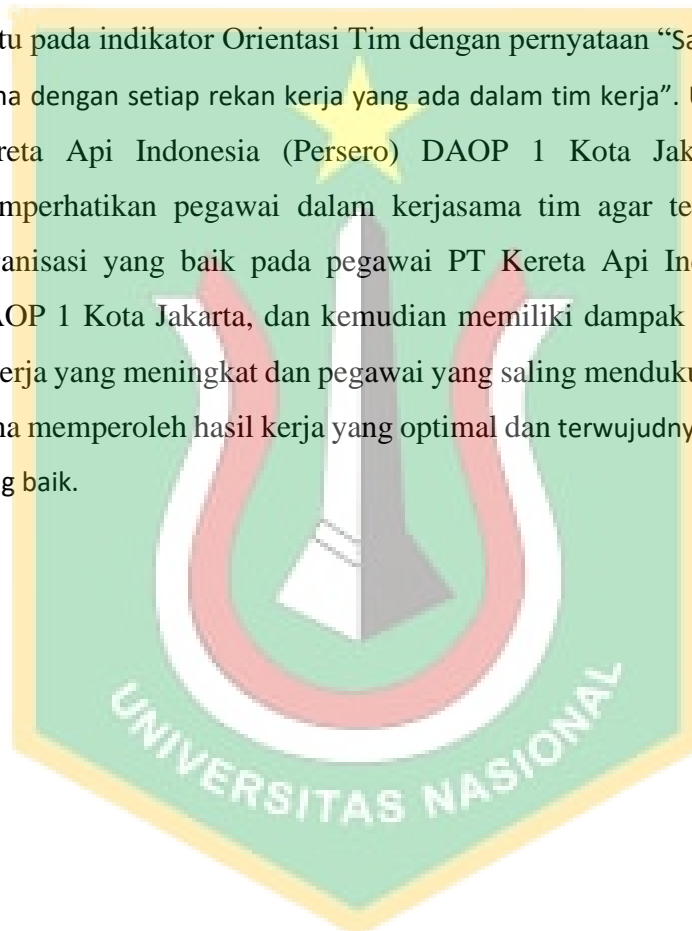 tu pada indikator Orientasi Tim dengan pernyataan “Sa
na dengan setiap rekan kerja yang ada dalam tim kerja”. U
reta Api Indonesia (Persero) DAOP 1 Kota Jak
mperhatikan pegawai dalam kerjasama tim agar te
anisasi yang baik pada pegawai PT Kereta Api Ind
AOP 1 Kota Jakarta, dan kemudian memiliki dampak
erja yang meningkat dan pegawai yang saling menduku
na memperoleh hasil kerja yang optimal dan terwujudny
g baik.
UNIVERSITAS NASIONAL